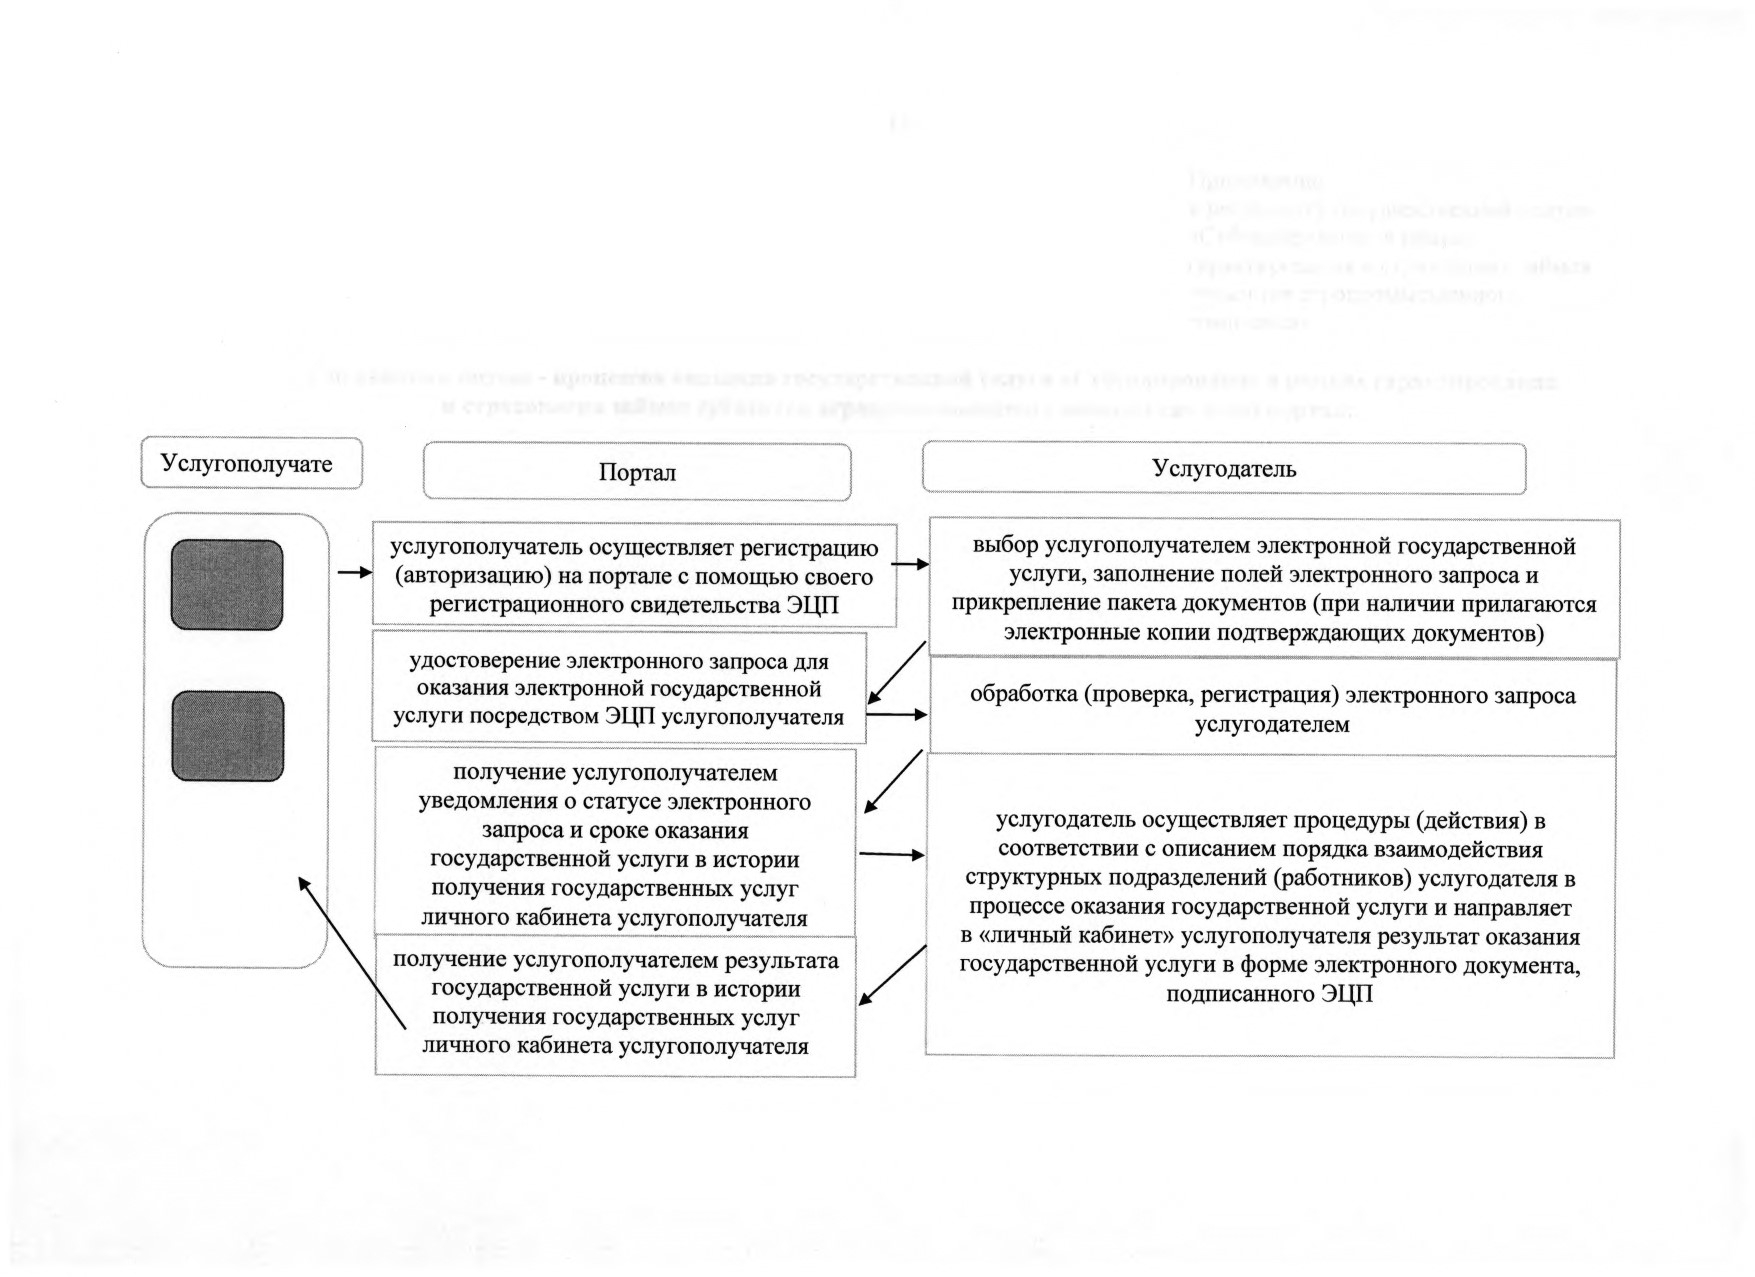 Услугополучате
Портал
Услугодатель
услугополучатель осуществляет регистрацию
(авторизацию) на портале с помощью своего
регистрационного свидетельства ЭЦП
выбор услугополучателем электронной государственной
услуги, заполнение полей электронного запроса и
прикрепление пакета документов (при наличии прилагаются
электронные копии подтверждающих документов)
удостоверение электронного запроса для
оказания электронной государственной
услуги посредством ЭЦП услугополучателя
обработка (проверка, регистрация) электронного запроса
услугодателем
получение услугополучателем
уведомления о статусе электронного
запроса и сроке оказания
государственной услуги в истории
получения государственных услуг
личного кабинета услугополучателя
услугодатель осуществляет процедуры (действия) в
соответствии с описанием порядка взаимодействия
структурных подразделений (работников) услугодателя в
процессе оказания государственной услуги и направляет
в «личный кабинет» услугополучателя результат оказания
государственной услуги в форме электронного документа,
подписанного ЭЦП
получение услугополучателем результата
государственной услуги в истории
получения государственных услуг
личного кабинета услугополучателя